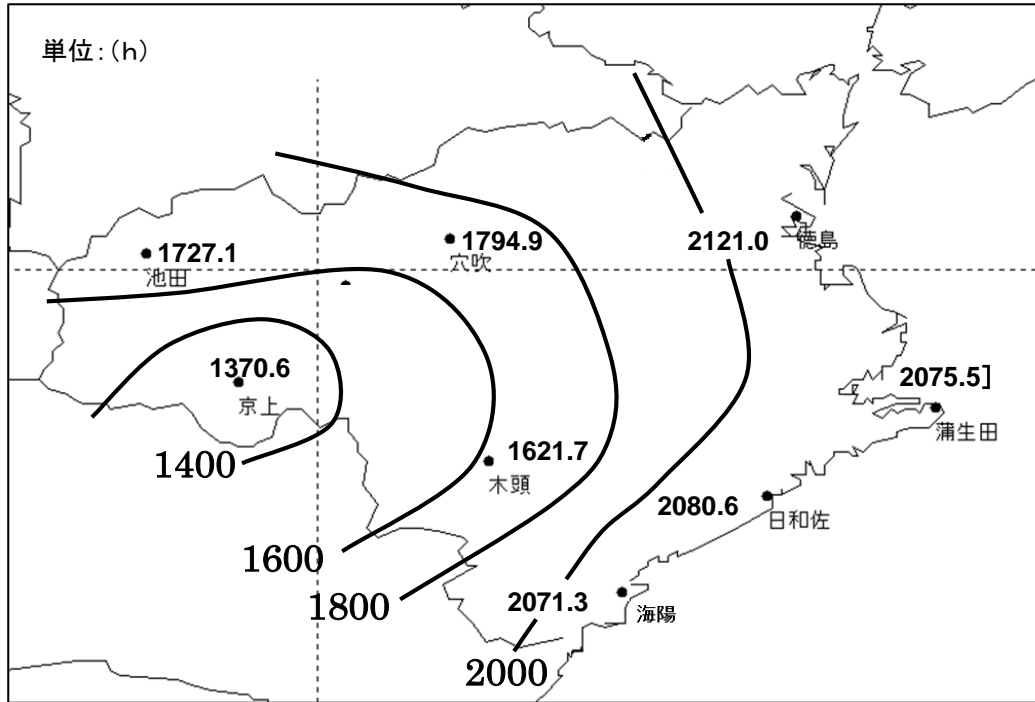 単位：(h)
1727.1
池田
1794.9
穴吹
2121.0
徳島
1370.6
京上
2075.5]
蒲生田
1400
1621.7
木頭
2080.6
日和佐
1600
1800
2071.3
海陽
2000